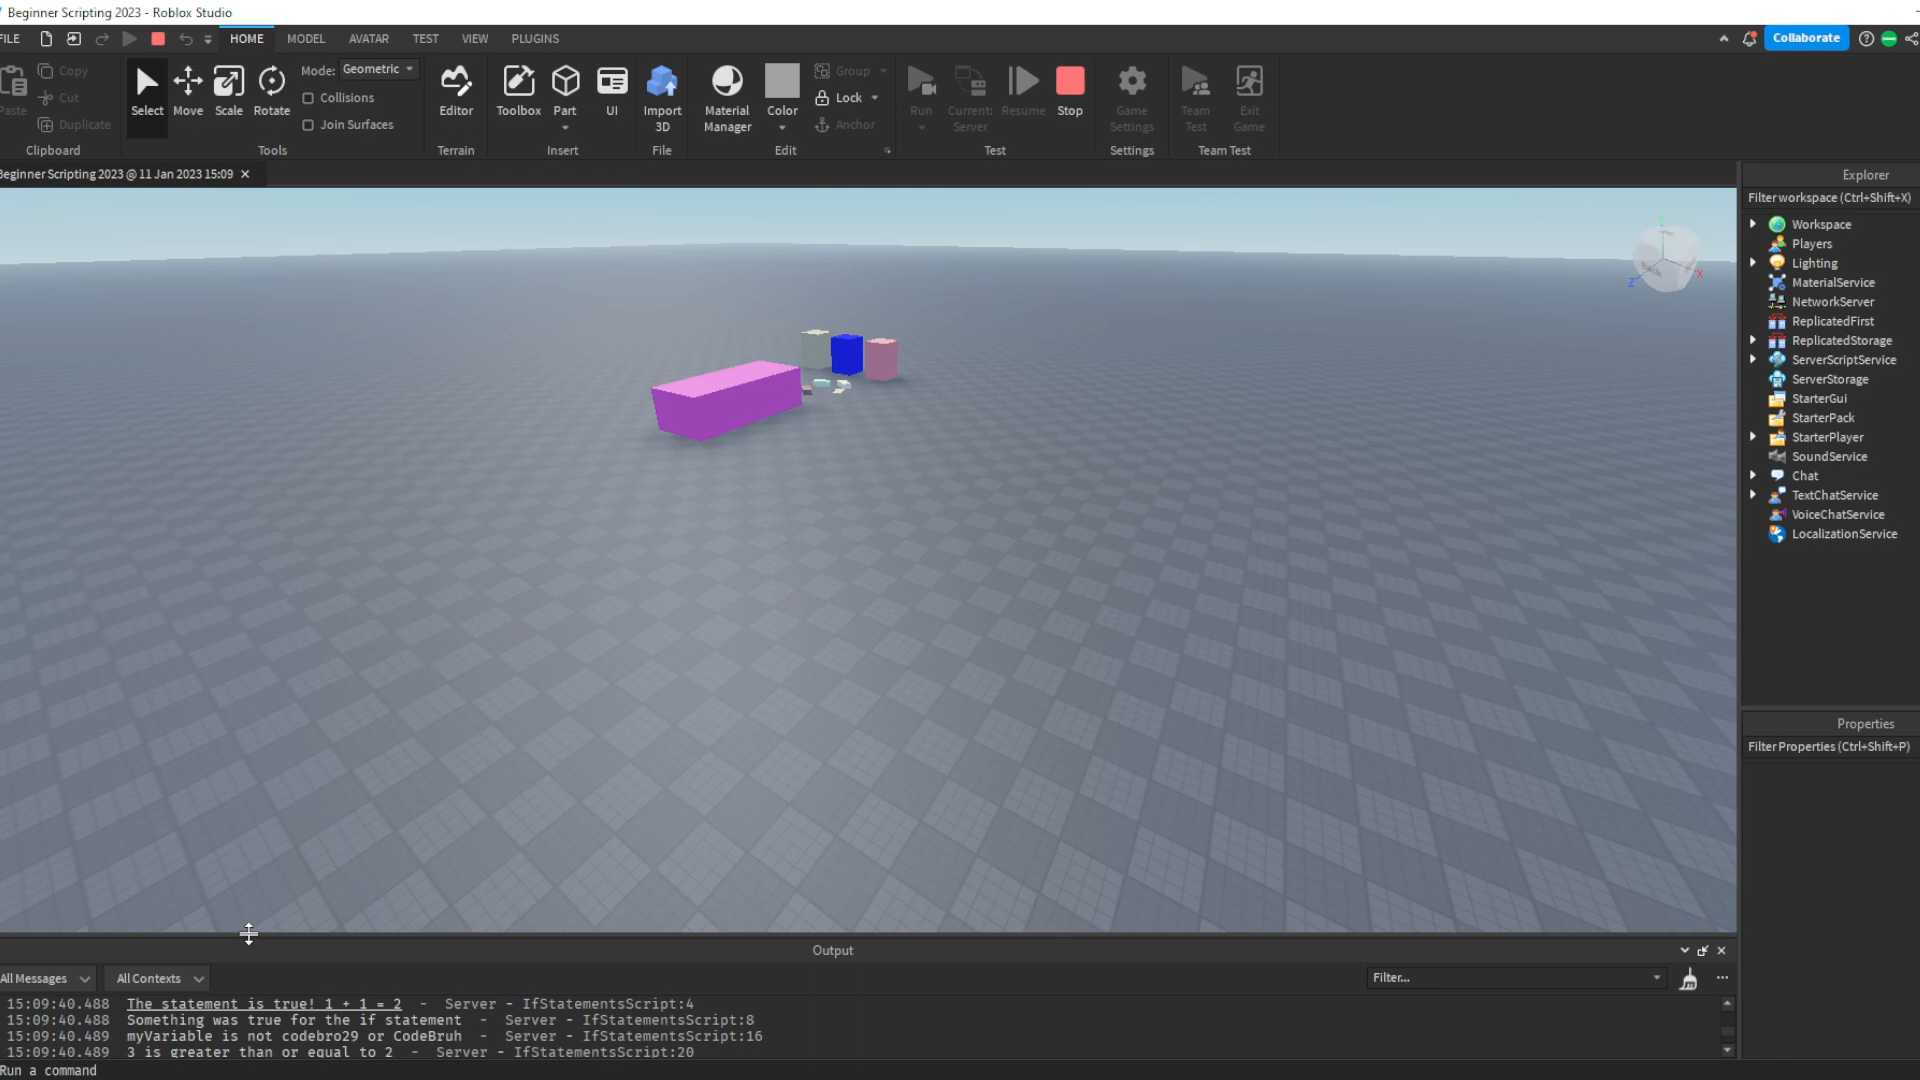 Beginner Scripting 2023 - Roblox Studio
FILE HOME MODEL AVATAR TEST VIEW PLUGINS Collaborate
Paste
Copy
Cut
Duplicate
Clipboard
Select Move Scale Rotate
Mode: Geometric
Collisions
Join Surfaces
Tools
Editor
Terrain
Toolbox Part UI
Insert
Import
3D
File
Material
Manager
Color
Group
Lock
Anchor
Edit
Run
Current:
Server
Resume
Stop
Test
Game
Settings
Settings
Team
Test
Exit
Game
Team Test
Beginner Scripting 2023 @ 11 Jan 2023 15:09
Z
X
Explorer
Filter workspace (Ctrl+Shift+X)
Workspace
Players
Lighting
MaterialService
NetworkServer
ReplicatedFirst
ReplicatedStorage
ServerScriptService
ServerStorage
StarterGui
StarterPack
StarterPlayer
SoundService
Chat
TextChatService
VoiceChatService
LocalizationService
Properties
Filter Properties (Ctrl+Shift+P)
Output
All Messages All Contexts Filter...
15:09:40.488 The statement is true! 1 + 1 = 2 - Server - IfStatementsScript:4
15:09:40.488 Something was true for the if statement - Server - IfStatementsScript:8
15:09:40.489 myVariable is not codebro29 or CodeBruh - Server - IfStatementsScript:16
15:09:40.489 3 is greater than or equal to 2 - Server - IfStatementsScript:20
Run a command